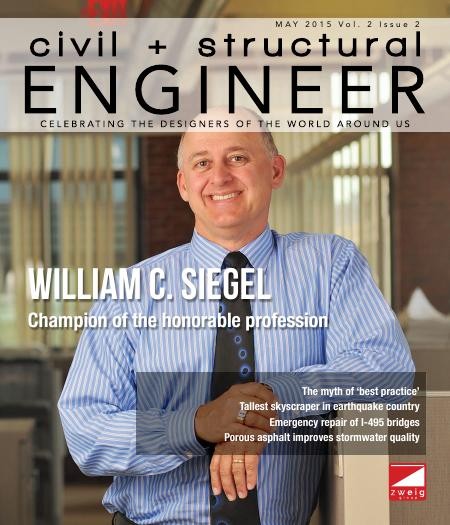 MAY 2015 Vol. 2 Issue 2
civil + structural
ENGINEER
CELEBRATING THE DESIGNERS OF THE WORLD AROUND US
WILLIAM C. SIEGEL
Champion of the honorable profession
The myth of 'best practice'
Tallest skyscraper in earthquake country
Emergency repair of I-495 bridges
Porous asphalt improves stormwater quality
zweig
group